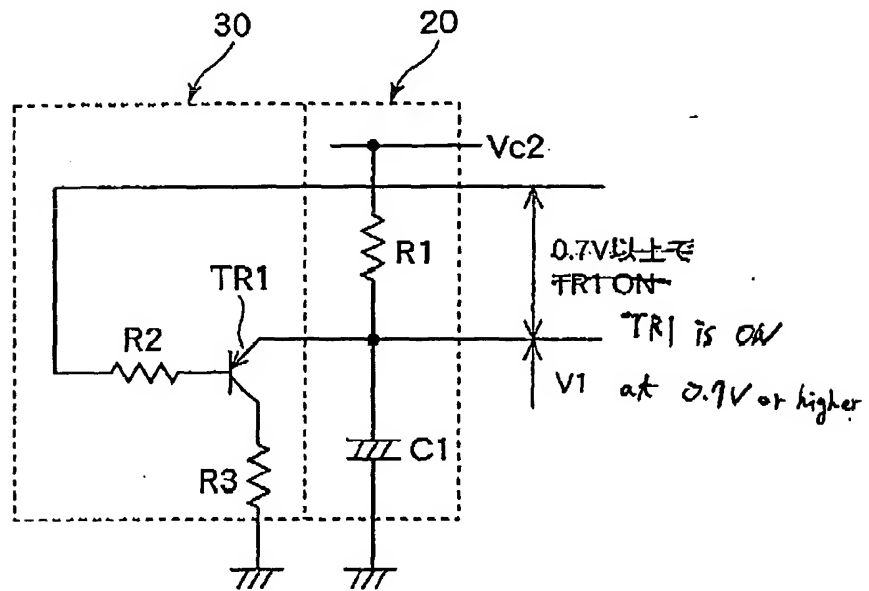 30
20
Vc2
R1
0.7V以上で
TR1 ON
TR1
TR1 is ON
R2
V1
at 0.7V or higher
C1
R3